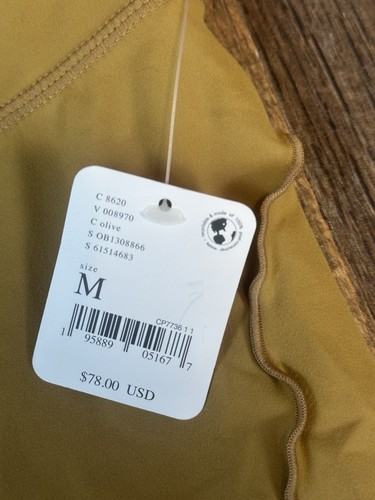 C 8620
V 008970
C olive
S OB1308866
S 61514683
size
M
CP7736 1 1
1 95889 05167 7
$78.00 USD